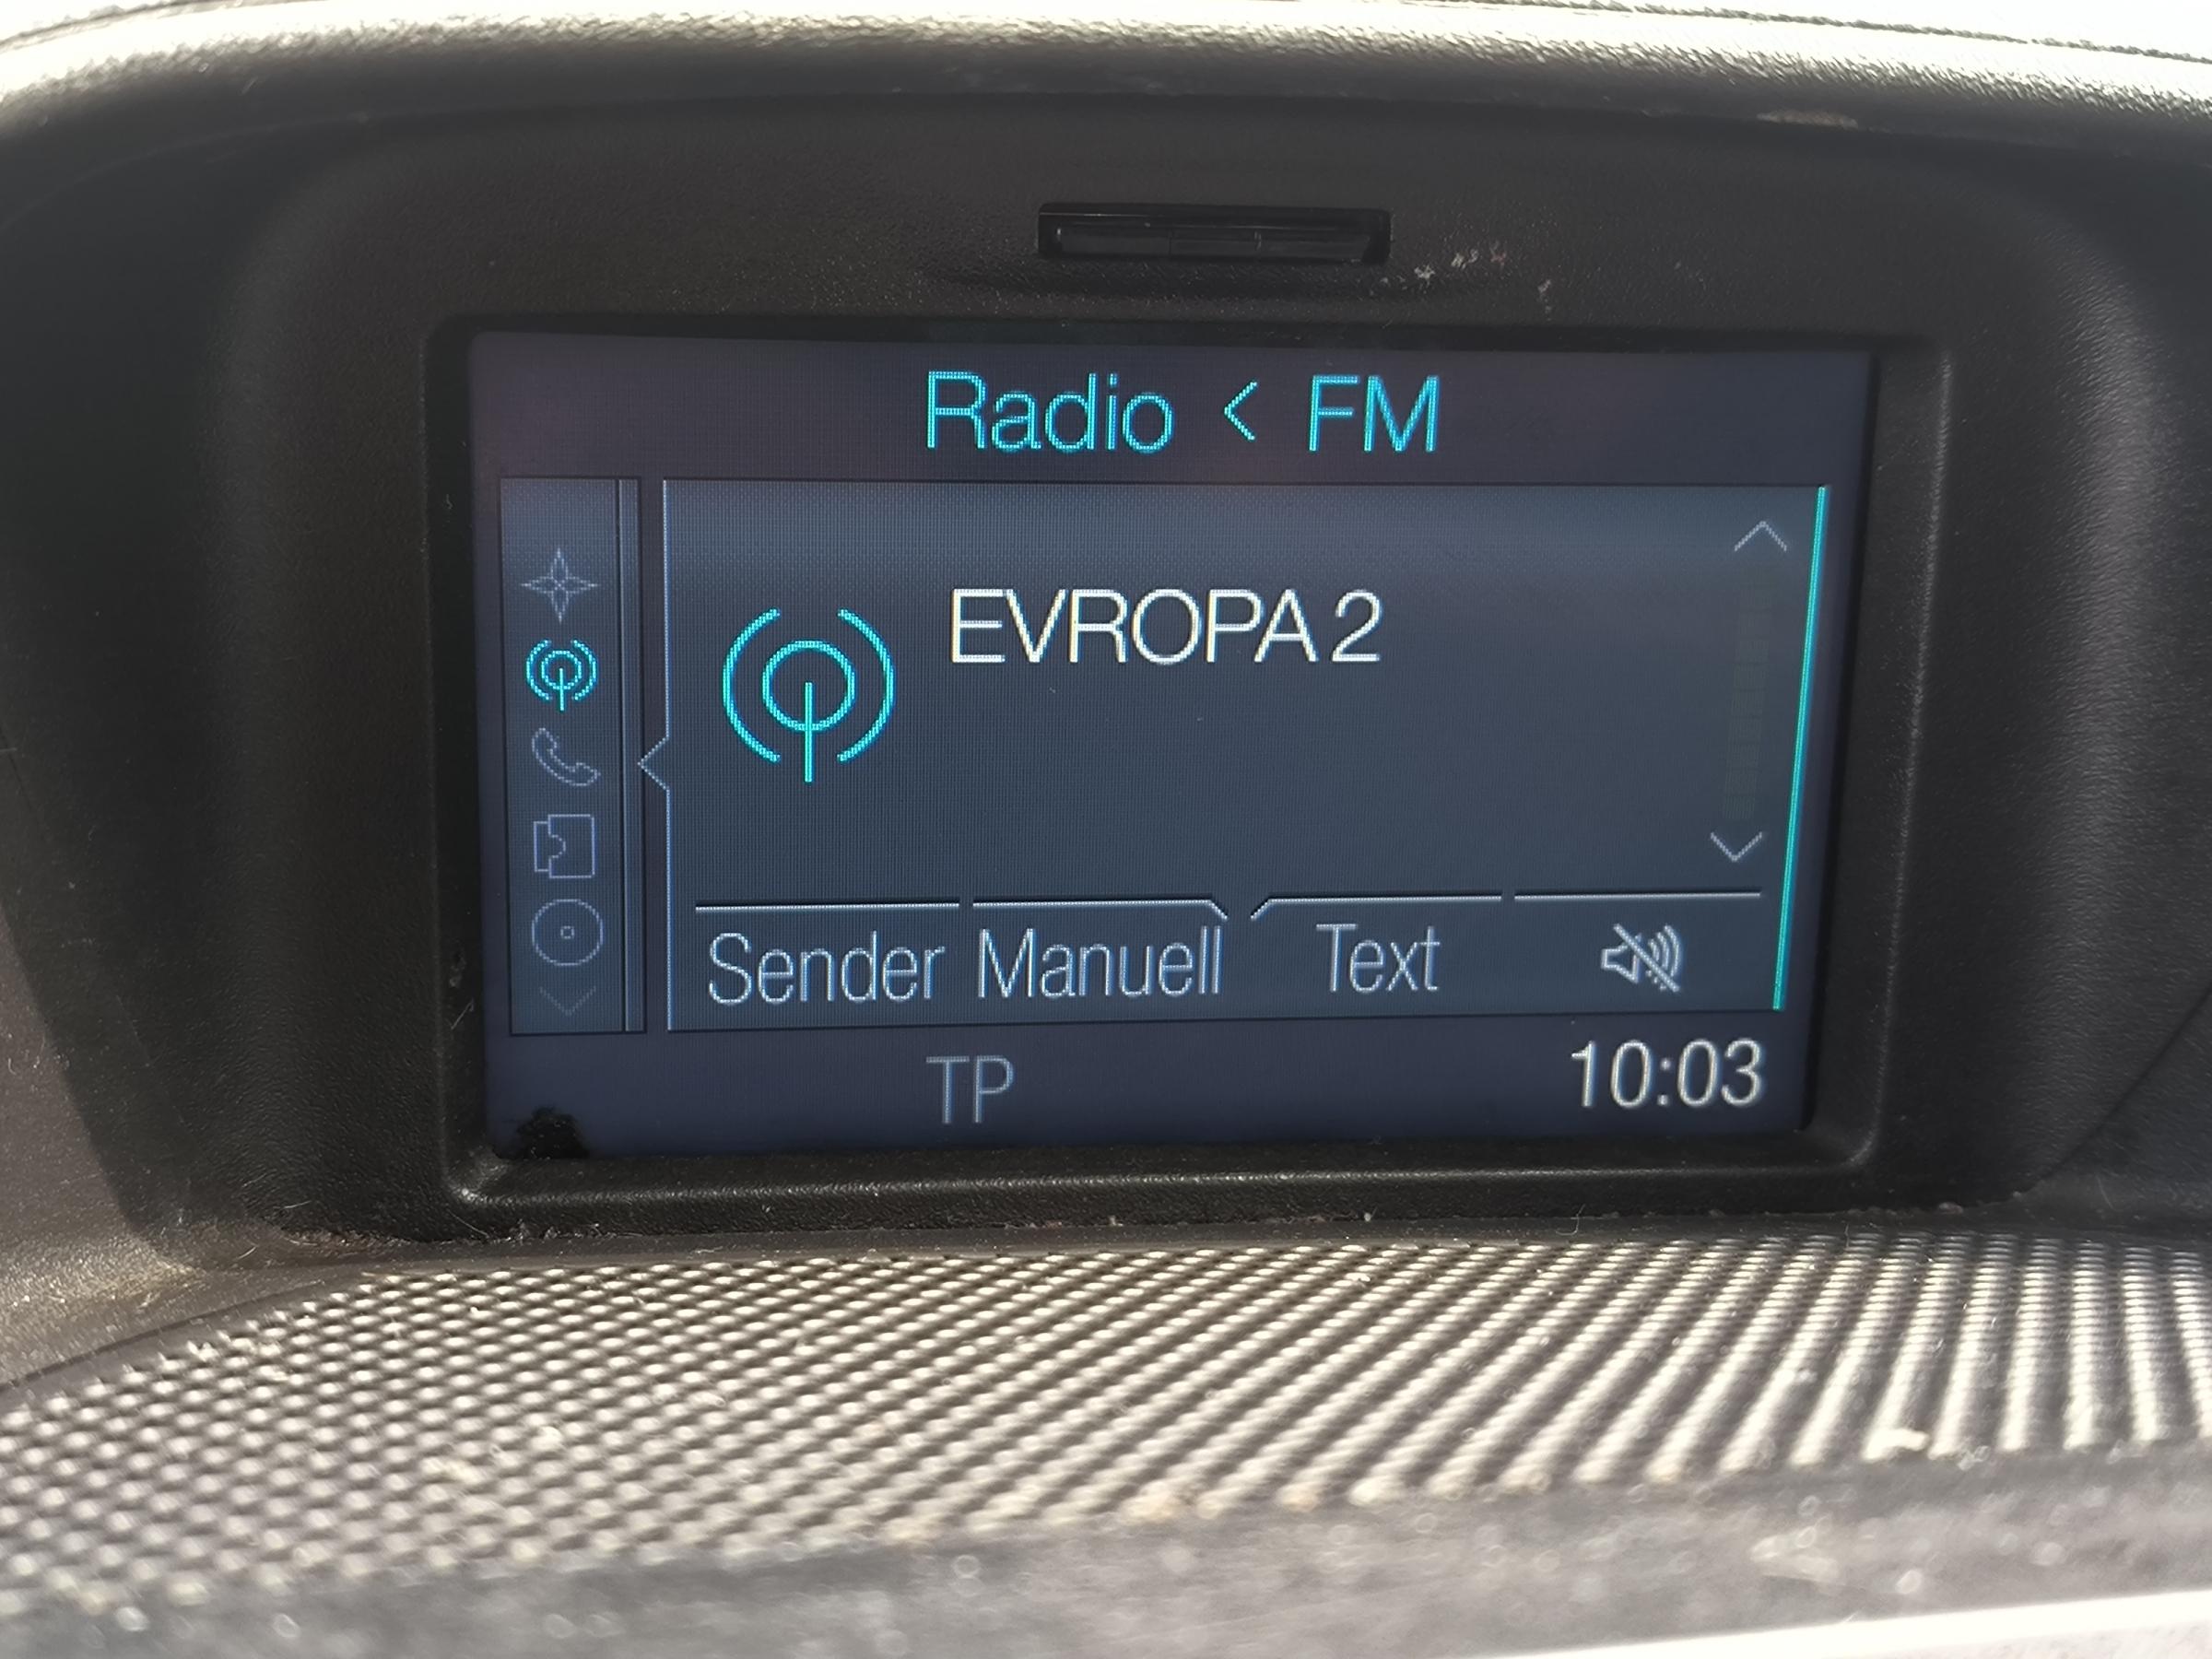 Radio < FM
EVROPA 2
Sender Manuell Text
TP 10:03